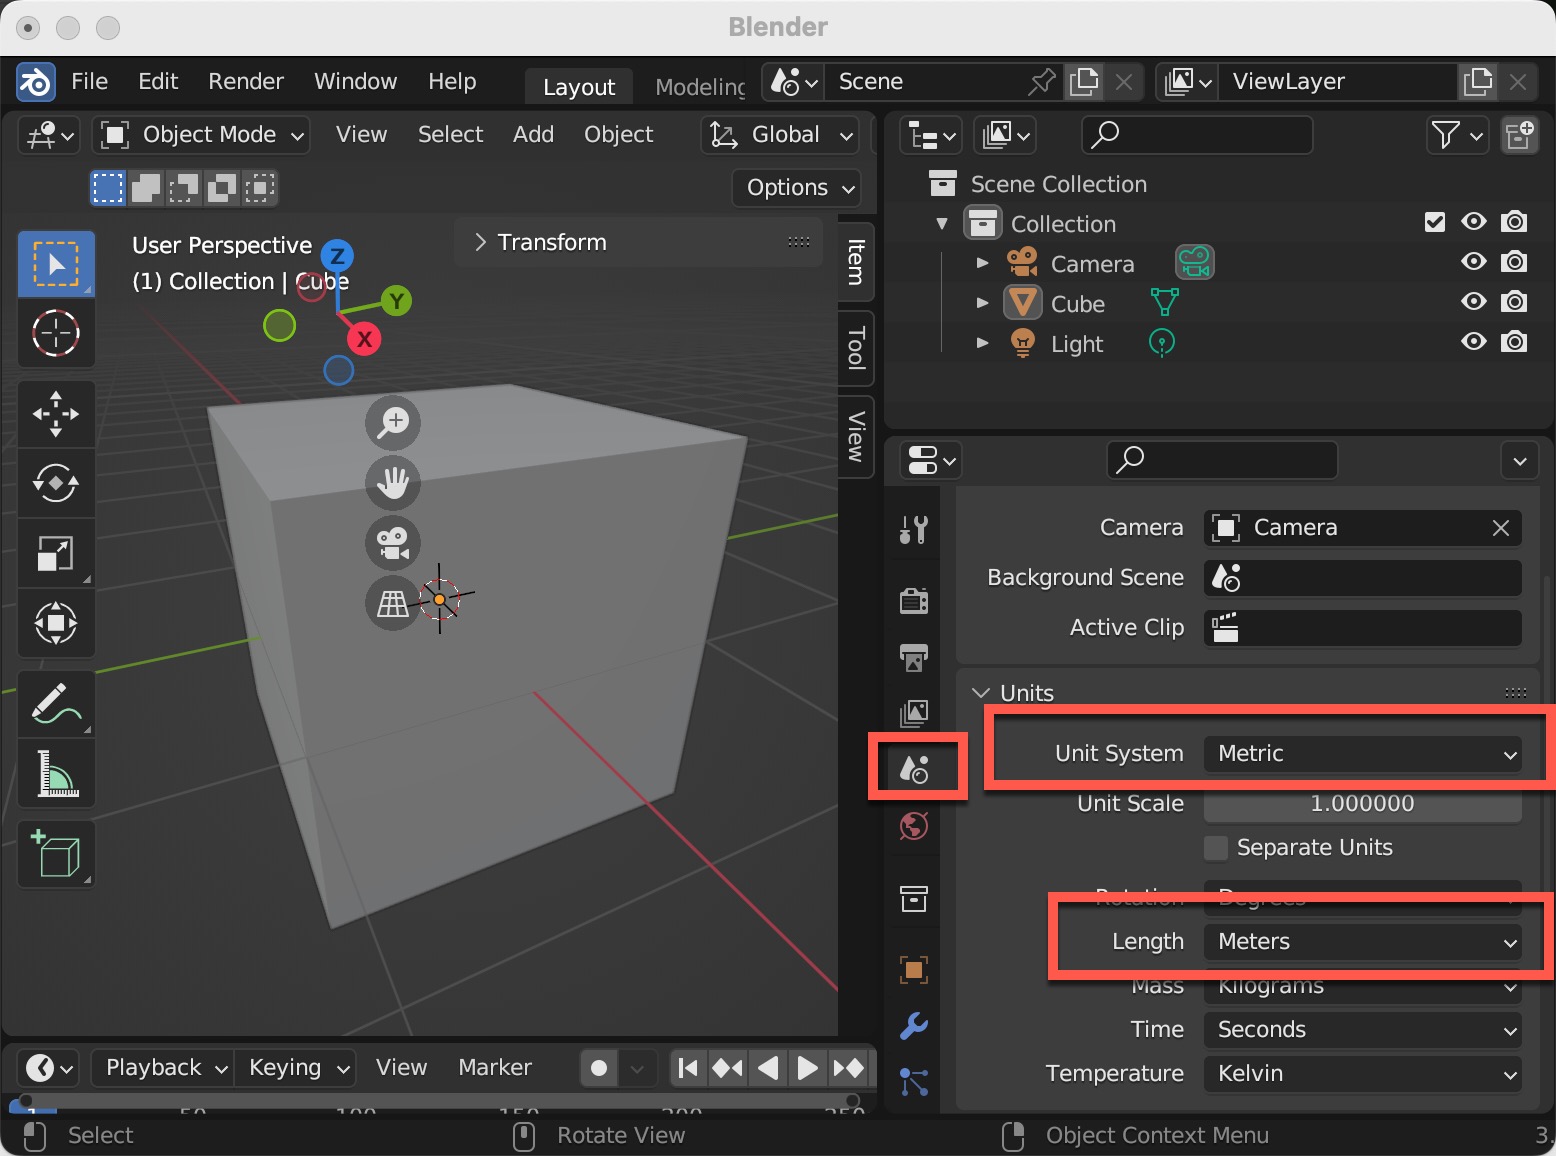 Blender
File Edit Render Window Help Layout Modeling Scene ViewLayer
Object Mode View Select Add Object Global
Options
User Perspective
(1) Collection | Cube
Transform
Z
Y
X
Item
Tool
View
Scene Collection
Collection
Camera
Cube
Light
Camera Camera
Background Scene
Active Clip
Units
Unit System Metric
Unit Scale 1.000000
Separate Units
Rotation Degrees
Length Meters
Mass Kilograms
Time Seconds
Temperature Kelvin
Playback Keying View Marker
1 50 100 150 200 250
Select Rotate View Object Context Menu 3.